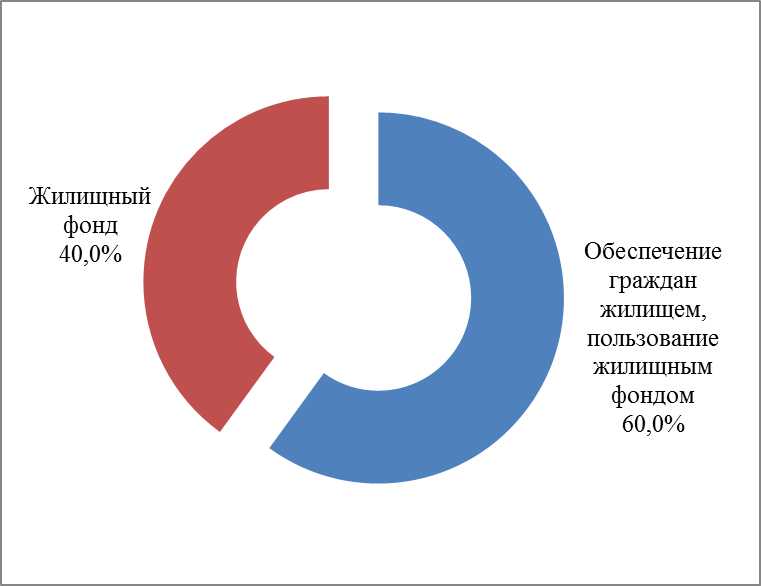 Жилищный
фонд
40,0%
Обеспечение
граждан
жилищем,
пользование
жилищным
фондом
60,0%